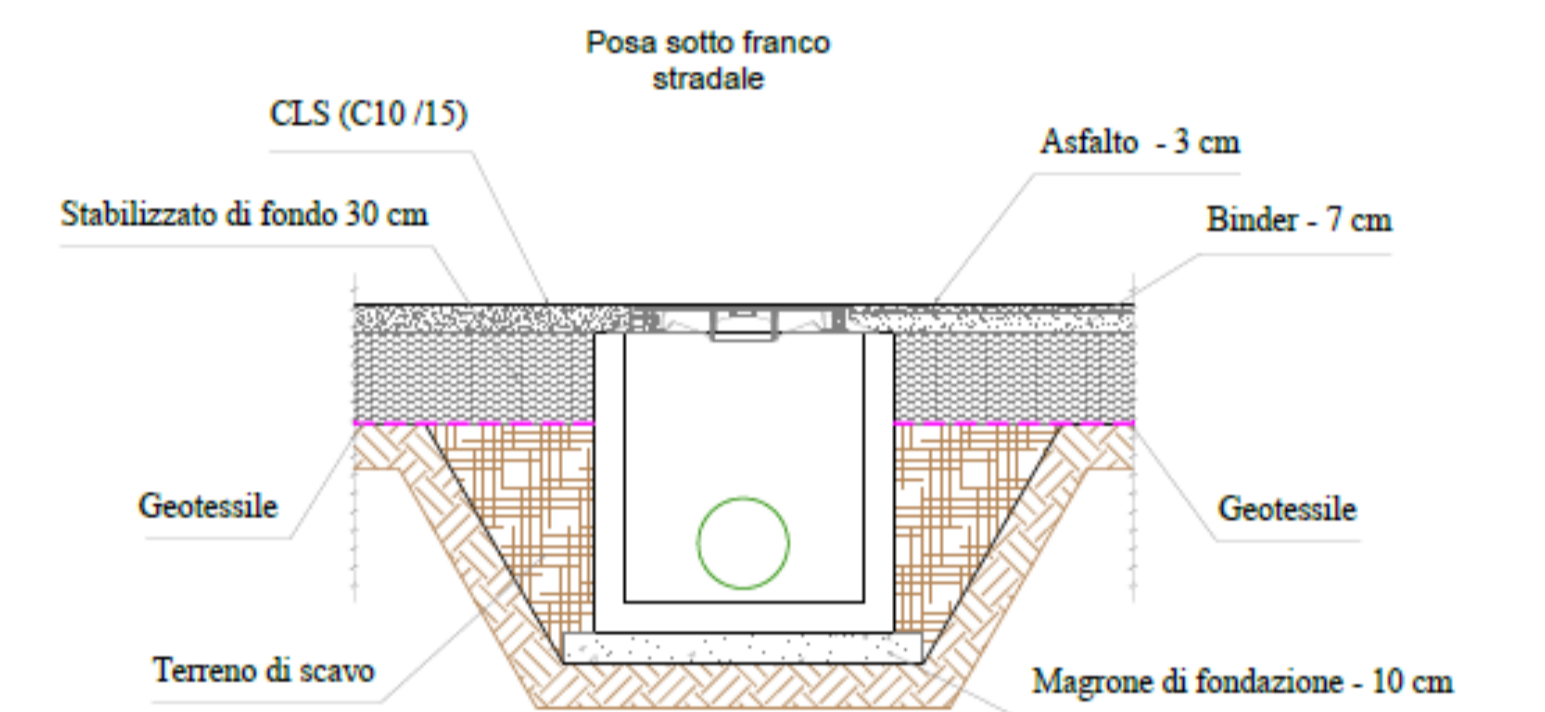 Posa sotto franco
stradale
CLS (C10 /15)
Asfalto - 3 cm
Stabilizzato di fondo 30 cm
Binder - 7 cm
Geotessile
Geotessile
Terreno di scavo
Magrone di fondazione - 10 cm